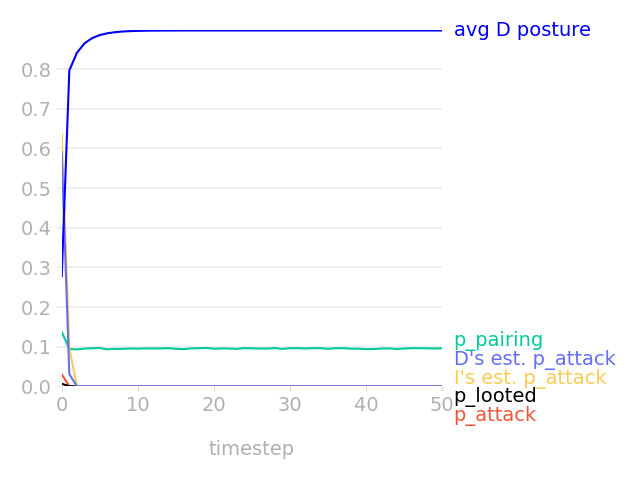 avg D posture
0.8
0.7
0.6
0.5
0.4
0.3
0.2
0.1
0.0
p_pairing
D's est. p_attack
I's est. p_attack
p_looted
p_attack
0 10 20 30 40 50
timestep